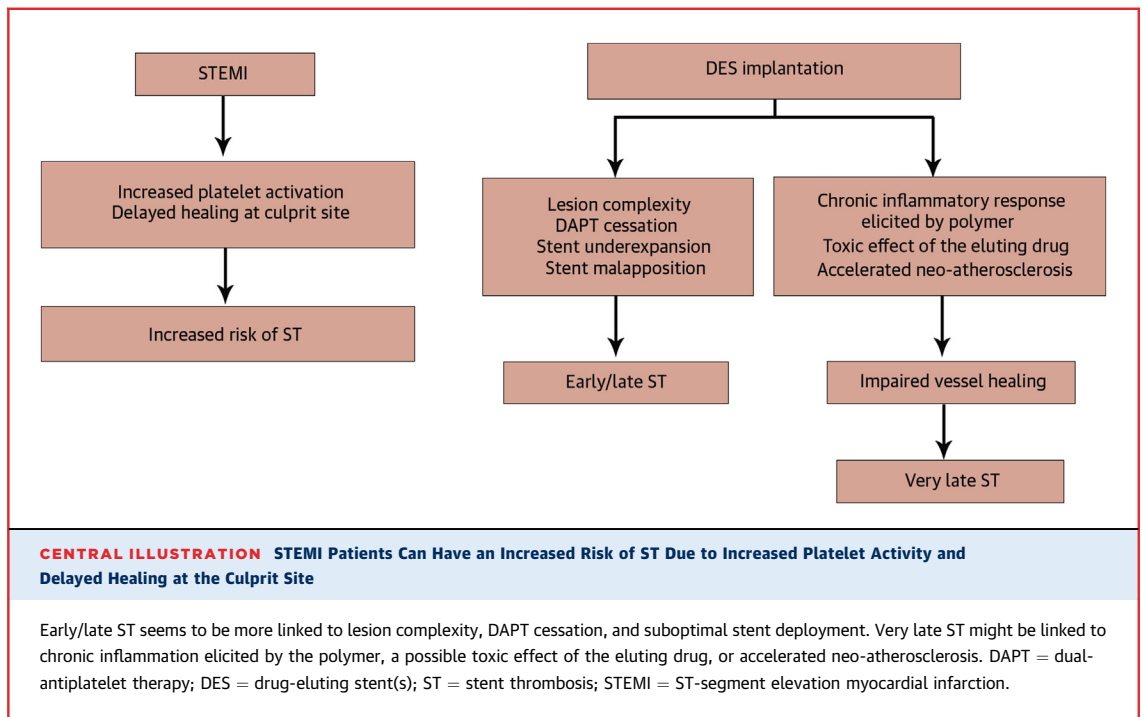 STEMI
Increased platelet activation
Delayed healing at culprit site
Increased risk of ST
DES implantation
Lesion complexity
DAPT cessation
Stent underexpansion
Stent malapposition
Early/late ST
Chronic inflammatory response
elicited by polymer
Toxic effect of the eluting drug
Accelerated neo-atherosclerosis
Impaired vessel healing
Very late ST
CENTRAL ILLUSTRATION STEMI Patients Can Have an Increased Risk of ST Due to Increased Platelet Activity and
Delayed Healing at the Culprit Site
Early/late ST seems to be more linked to lesion complexity, DAPT cessation, and suboptimal stent deployment. Very late ST might be linked to
chronic inflammation elicited by the polymer, a possible toxic effect of the eluting drug, or accelerated neo-atherosclerosis. DAPT = dual-
antiplatelet therapy; DES = drug-eluting stent(s); ST = stent thrombosis; STEMI = ST-segment elevation myocardial infarction.